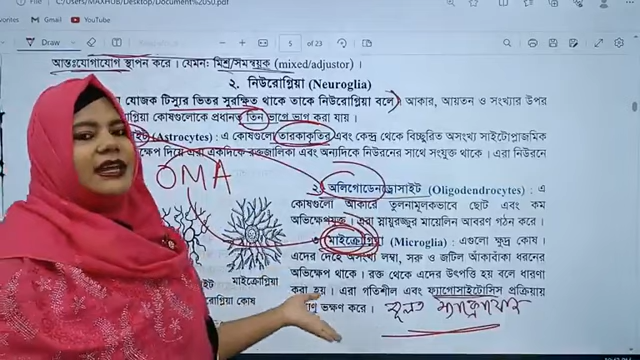 C:/Users/MAXHUB/Desktop/Document%2050.pdf
Gmail YouTube
Draw 5 of 23
আন্তঃযোগাযোগ স্থাপন করে। যেমন: মিশ্র/সমন্বয়ক (mixed/adjustor)।
২. নিউরোগ্লিয়া (Neuroglia)
যোজক টিস্যুর ভিতর সুরক্ষিত থাকে তাকে নিউরোগ্লিয়া বলে। আকার, আয়তন ও সংখ্যার উপর
কোষগুলোকে প্রধানত তিন ভাগে ভাগ করা যায়।
(Astrocytes) : এ কোষগুলো তারকাকৃতির এবং কেন্দ্র থেকে বিচ্ছুরিত অসংখ্য সাইটোপ্লাজমিক
দিয়ে এরা একদিকে রক্তজালিকা এবং অন্যদিকে নিউরনের সাথে সংযুক্ত থাকে। এরা নিউরনে
OMA
২. অলিগোডেনড্রোসাইট (Oligodendrocytes) : এ
কোষগুলো আকারে তুলনামূলকভাবে ছোট এবং কম
অভিক্ষেপযুক্ত। এরা স্নায়ুরজ্জুর মায়েলিন আবরণ গঠন করে।
৩. মাইক্রোগ্লিয়া (Microglia) : এগুলো ক্ষুদ্র কোষ।
এদের দেহে অসংখ্য লম্বা, সরু ও জটিল আঁকাবাঁকা ধরনের
অভিক্ষেপ থাকে। রক্ত থেকে এদের উৎপত্তি হয় বলে ধারণা
করা হয়। এরা গতিশীল এবং ফ্যাগোসাইটোসিস প্রক্রিয়ায়
ভক্ষণ করে।
মাইক্রোগ্লিয়া
কোষ